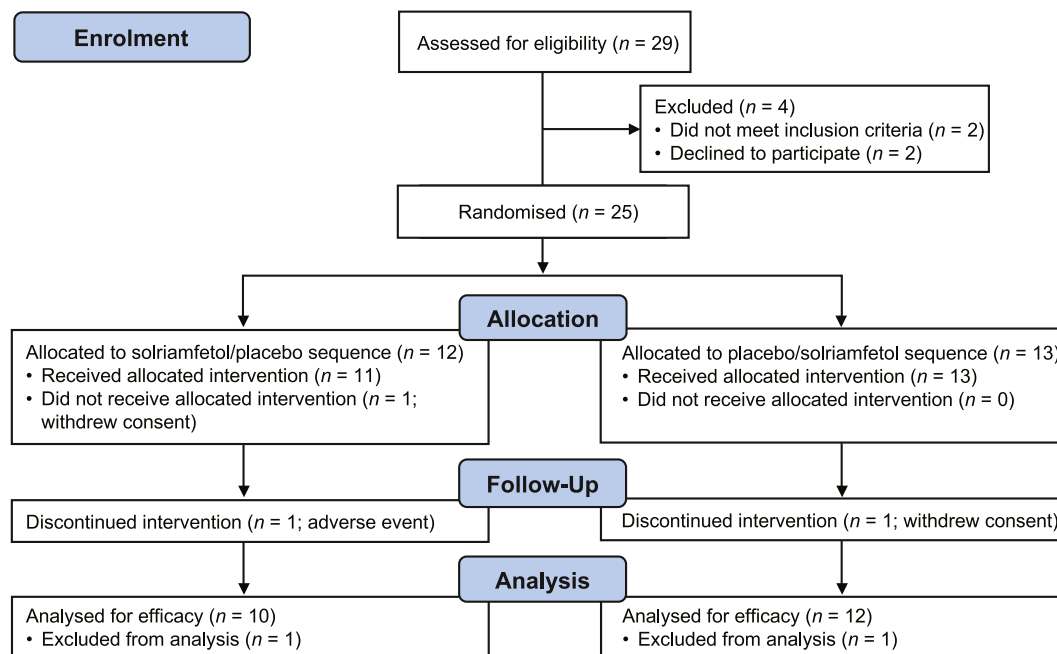 Enrolment
Assessed for eligibility (n = 29)
Excluded (n = 4)
• Did not meet inclusion criteria (n = 2)
• Declined to participate (n = 2)
Randomised (n = 25)
Allocation
Allocated to solriamfetol/placebo sequence (n = 12)
• Received allocated intervention (n = 11)
• Did not receive allocated intervention (n = 1;
withdrew consent)
Allocated to placebo/solriamfetol sequence (n = 13)
• Received allocated intervention (n = 13)
• Did not receive allocated intervention (n = 0)
Follow-Up
Discontinued intervention (n = 1; adverse event)
Discontinued intervention (n = 1; withdrew consent)
Analysis
Analysed for efficacy (n = 10)
• Excluded from analysis (n = 1)
Analysed for efficacy (n = 12)
• Excluded from analysis (n = 1)